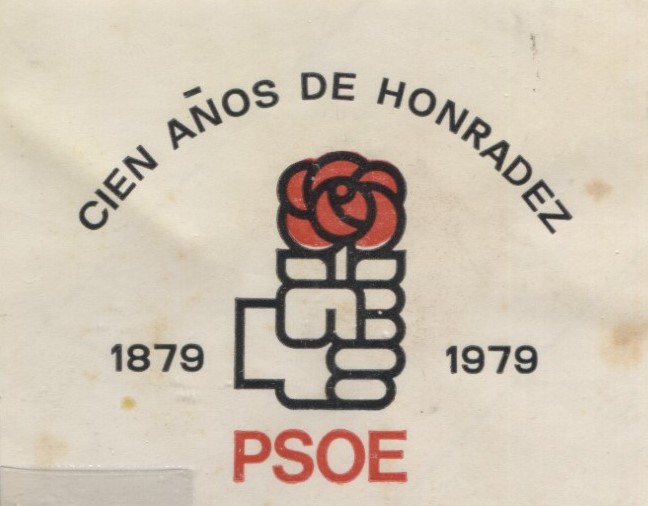 CIEN AÑOS DE HONRADEZ
1879 1979
PSOE